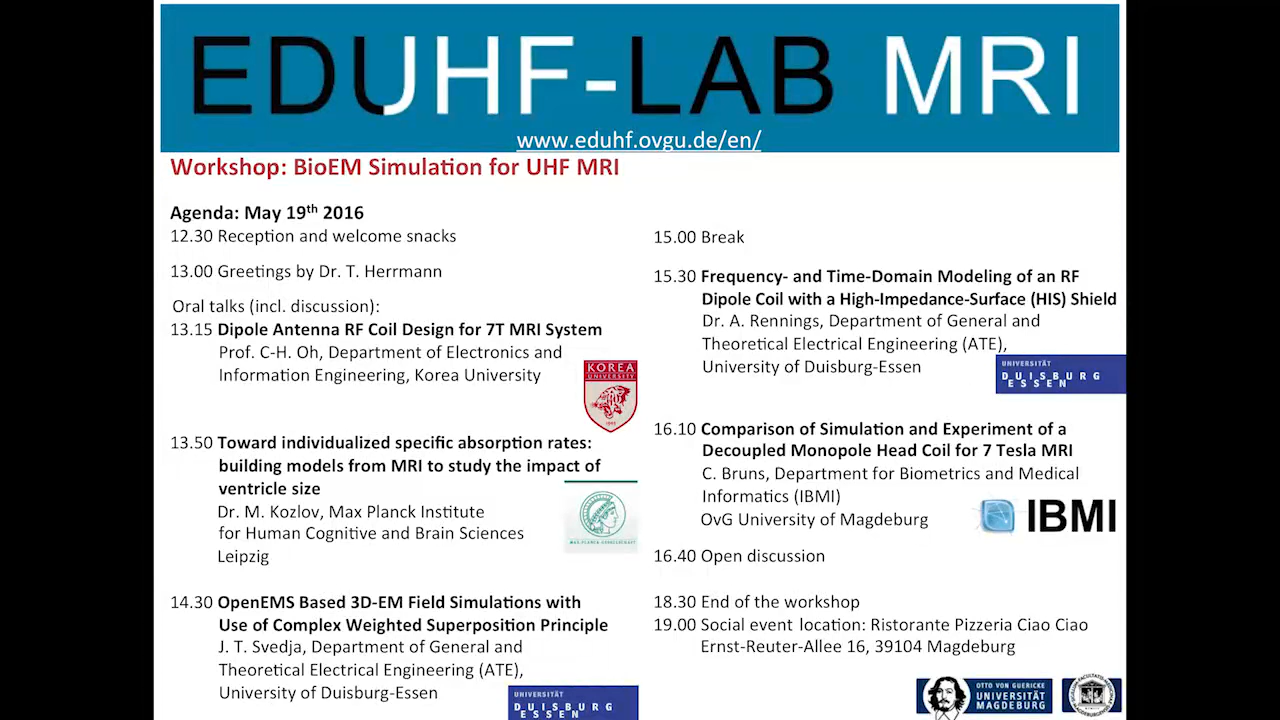 EDUHF-LAB MRI
www.eduhf.ovgu.de/en/
Workshop: BioEM Simulation for UHF MRI
Agenda: May 19th 2016
12.30 Reception and welcome snacks
13.00 Greetings by Dr. T. Herrmann
Oral talks (incl. discussion):
13.15 Dipole Antenna RF Coil Design for 7T MRI System
Prof. C-H. Oh, Department of Electronics and
Information Engineering, Korea University
KOREA
UNIVERSITY
1905
13.50 Toward individualized specific absorption rates:
building models from MRI to study the impact of
ventricle size
Dr. M. Kozlov, Max Planck Institute
for Human Cognitive and Brain Sciences
Leipzig
MAX-PLANCK-GESELLSCHAFT
14.30 OpenEMS Based 3D-EM Field Simulations with
Use of Complex Weighted Superposition Principle
J. T. Svedja, Department of General and
Theoretical Electrical Engineering (ATE),
University of Duisburg-Essen
UNIVERSITÄT
DUISBURG
ESSEN
15.00 Break
15.30 Frequency- and Time-Domain Modeling of an RF
Dipole Coil with a High-Impedance-Surface (HIS) Shield
Dr. A. Rennings, Department of General and
Theoretical Electrical Engineering (ATE),
University of Duisburg-Essen
UNIVERSITÄT
DUISBURG
ESSEN
16.10 Comparison of Simulation and Experiment of a
Decoupled Monopole Head Coil for 7 Tesla MRI
C. Bruns, Department for Biometrics and Medical
Informatics (IBMI)
OvG University of Magdeburg
IBMI
16.40 Open discussion
18.30 End of the workshop
19.00 Social event location: Ristorante Pizzeria Ciao Ciao
Ernst-Reuter-Allee 16, 39104 Magdeburg
OTTO VON GUERICKE
UNIVERSITÄT
MAGDEBURG